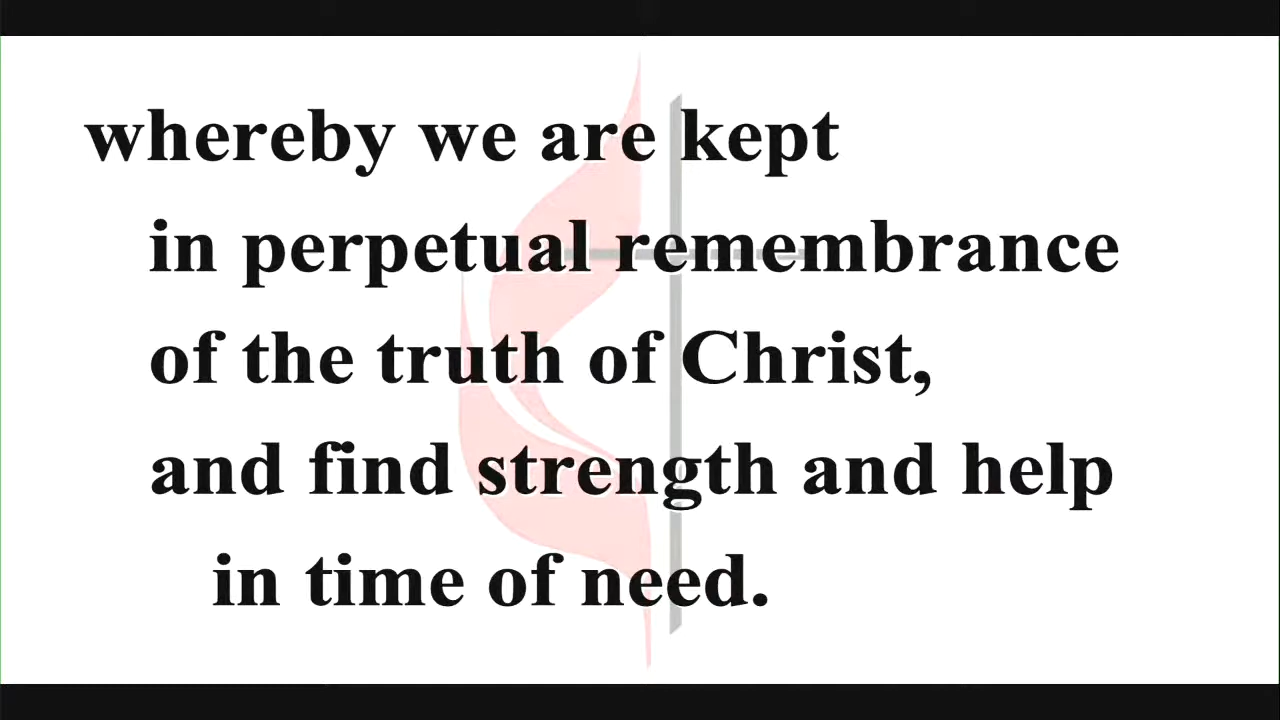 whereby we are kept
in perpetual remembrance
of the truth of Christ,
and find strength and help
in time of need.